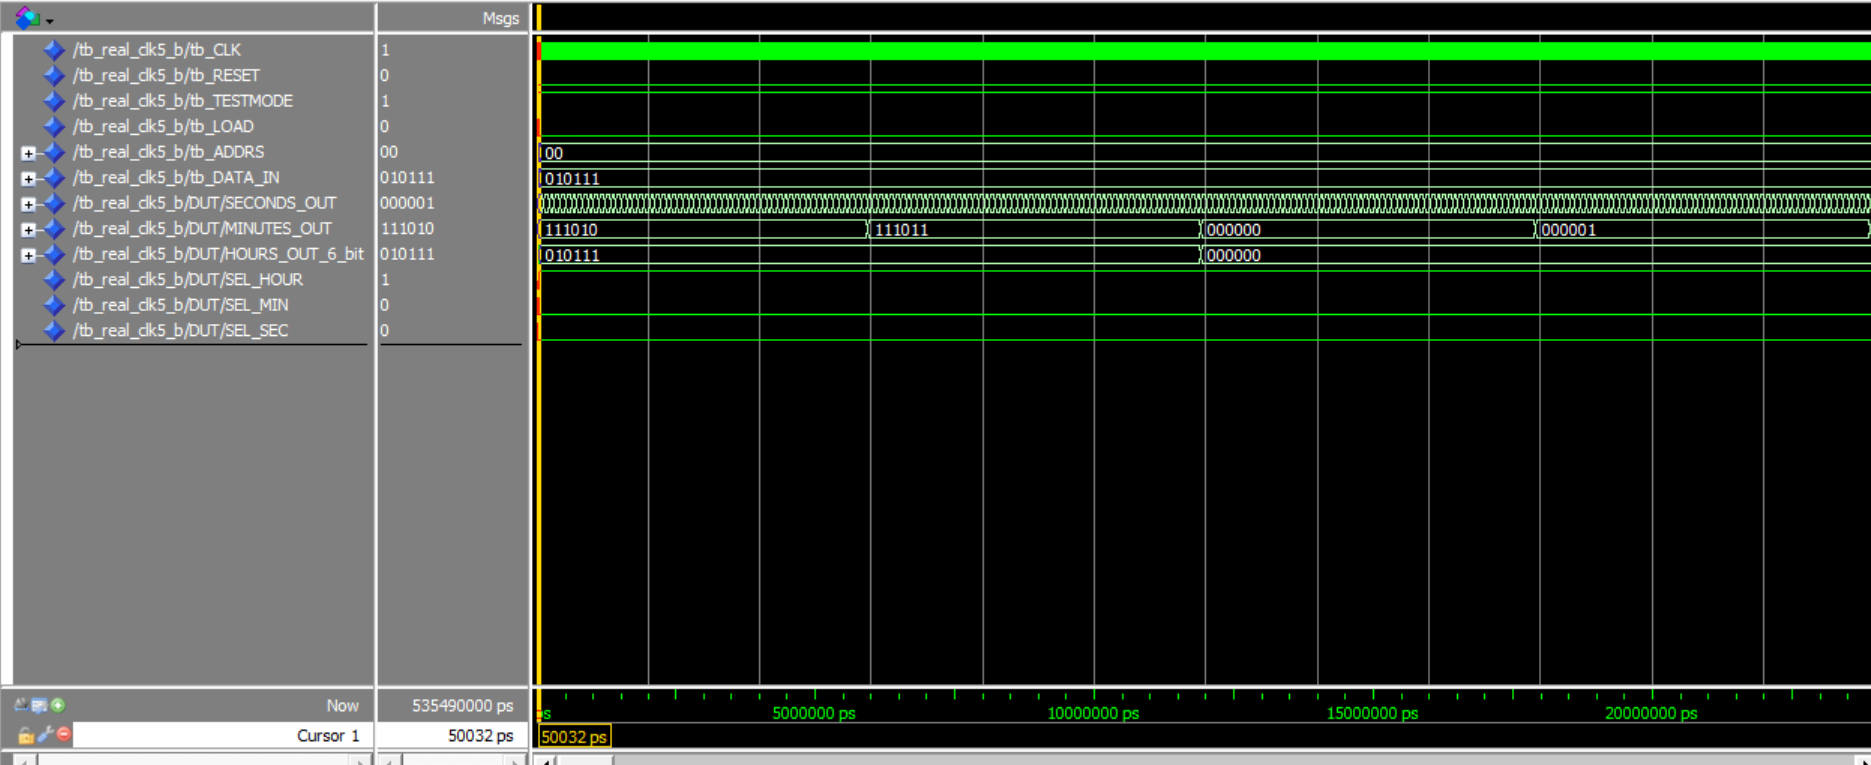 Msgs
/tb_real_clk5_b/tb_CLK 1
/tb_real_clk5_b/tb_RESET 0
/tb_real_clk5_b/tb_TESTMODE 1
/tb_real_clk5_b/tb_LOAD 0
/tb_real_clk5_b/tb_ADDRS 00 00
/tb_real_clk5_b/tb_DATA_IN 010111 010111
/tb_real_clk5_b/DUT/SECONDS_OUT 000001
/tb_real_clk5_b/DUT/MINUTES_OUT 111010 111010 111011 000000 000001
/tb_real_clk5_b/DUT/HOURS_OUT_6_bit 010111 010111 000000
/tb_real_clk5_b/DUT/SEL_HOUR 1
/tb_real_clk5_b/DUT/SEL_MIN 0
/tb_real_clk5_b/DUT/SEL_SEC 0
Now 535490000 ps s 5000000 ps 10000000 ps 15000000 ps 20000000 ps
Cursor 1 50032 ps 50032 ps